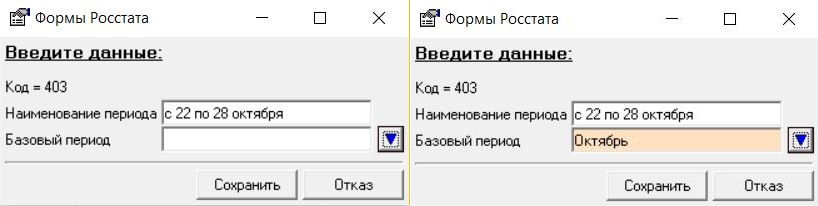 Формы Росстата
Введите данные:
Код = 403
Наименование периода с 22 по 28 октября
Базовый период
Сохранить Отказ
Формы Росстата
Введите данные:
Код = 403
Наименование периода с 22 по 28 октября
Базовый период Октябрь
Сохранить Отказ